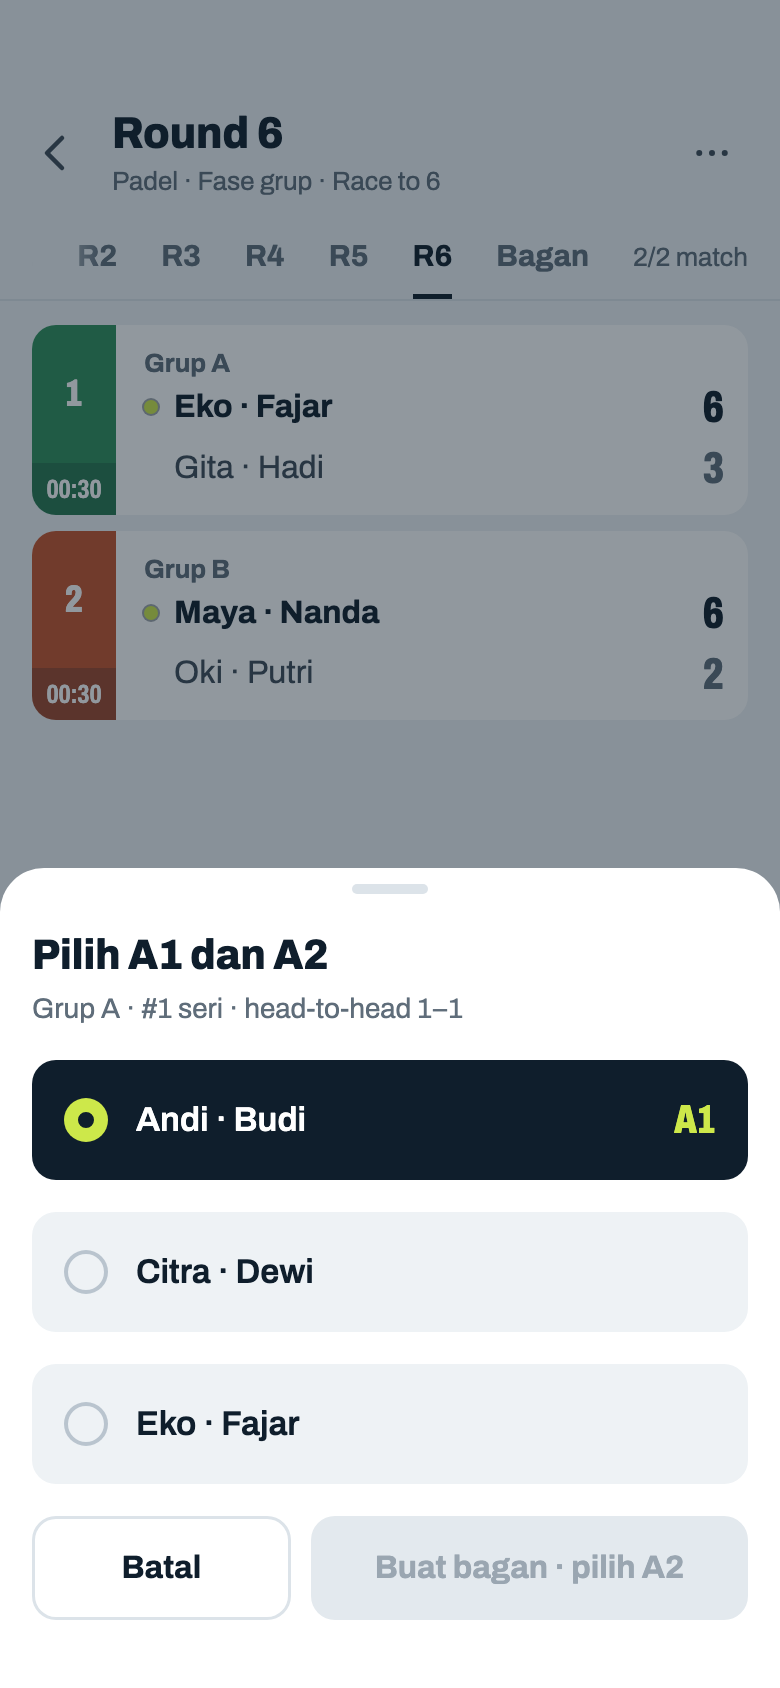 Round 6
Padel · Fase grup · Race to 6
R2 R3 R4 R5 R6 Bagan 2/2 match
1
00:30
Grup A
Eko · Fajar 6
Gita · Hadi 3
2
00:30
Grup B
Maya · Nanda 6
Oki · Putri 2
Pilih A1 dan A2
Grup A · #1 seri · head-to-head 1–1
Andi · Budi A1
Citra · Dewi
Eko · Fajar
Batal
Buat bagan · pilih A2